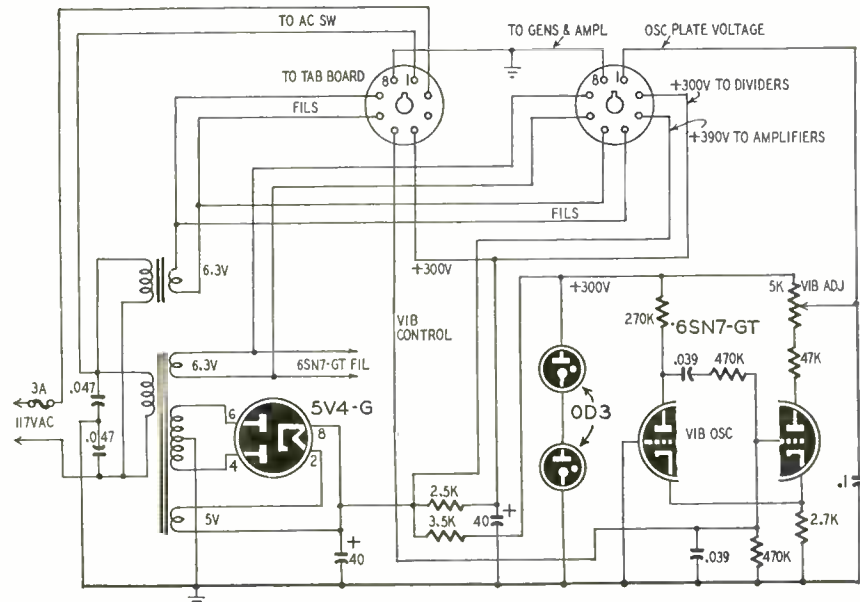 TO AC SW
TO GENS & AMPL
OSC PLATE VOLTAGE
TO TAB BOARD
8
1
8
1
+300V TO DIVIDERS
FILS
+390V TO AMPLIFIERS
FILS
6.3V
+300V
+300V
5K
VIB ADJ
VIB
CONTROL
270K
6SN7-GT
.039
470K
47K
3A
.047
6.3V
6SN7-GT FIL
117VAC
5V4-G
OD3
.047
6
8
4
2
VIB OSC
2.5K
.1
5V
3.5K
40
+
2.7K
+
40
.039
470K